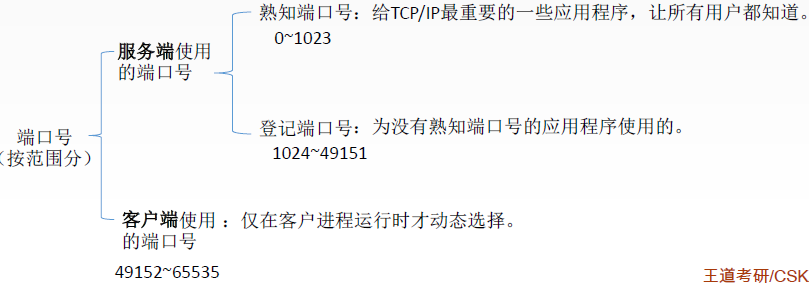 熟知端口号：给TCP/IP最重要的一些应用程序，让所有用户都知道。
0~1023
服务端使用
的端口号
登记端口号：为没有熟知端口号的应用程序使用的。
1024~49151
端口号
（按范围分）
客户端使用：仅在客户进程运行时才动态选择。
的端口号
49152~65535
王道考研/CSK